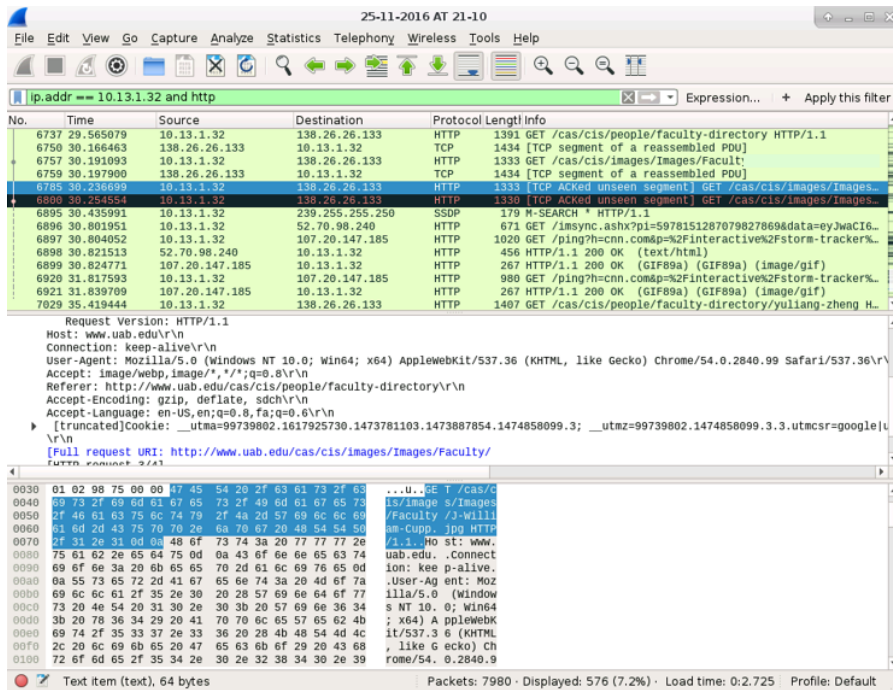 25-11-2016 AT 21-10
File Edit View Go Capture Analyze Statistics Telephony Wireless Tools Help
ip.addr == 10.13.1.32 and http Expression... + Apply this filter
No. Time Source Destination Protocol Length Info
6737 29.565079 10.13.1.32 138.26.26.133 HTTP 1391 GET /cas/cis/people/faculty-directory HTTP/1.1
6750 30.166463 138.26.26.133 10.13.1.32 TCP 1434 [TCP segment of a reassembled PDU]
6757 30.191093 10.13.1.32 138.26.26.133 HTTP 1333 GET /cas/cis/images/Images/Faculty
6759 30.197900 138.26.26.133 10.13.1.32 TCP 1434 [TCP segment of a reassembled PDU]
6785 30.236699 10.13.1.32 138.26.26.133 HTTP 1333 [TCP ACKed unseen segment] GET /cas/cis/images/Images…
6800 30.254554 10.13.1.32 138.26.26.133 HTTP 1330 [TCP ACKed unseen segment] GET /cas/cis/images/Images…
6895 30.435991 10.13.1.32 239.255.255.250 SSDP 179 M-SEARCH * HTTP/1.1
6896 30.801951 10.13.1.32 52.70.98.240 HTTP 671 GET /imsync.ashx?pi=5978151287079827869&data=eyJwaCI6…
6897 30.804052 10.13.1.32 107.20.147.185 HTTP 1020 GET /ping?h=cnn.com&p=%2Finteractive%2Fstorm-tracker%…
6898 30.821513 52.70.98.240 10.13.1.32 HTTP 456 HTTP/1.1 200 OK (text/html)
6899 30.824771 107.20.147.185 10.13.1.32 HTTP 267 HTTP/1.1 200 OK (GIF89a) (GIF89a) (image/gif)
6920 31.817593 10.13.1.32 107.20.147.185 HTTP 980 GET /ping?h=cnn.com&p=%2Finteractive%2Fstorm-tracker%…
6921 31.839709 107.20.147.185 10.13.1.32 HTTP 267 HTTP/1.1 200 OK (GIF89a) (GIF89a) (image/gif)
7029 35.419444 10.13.1.32 138.26.26.133 HTTP 1407 GET /cas/cis/people/faculty-directory/yuliang-zheng H…
Request Version: HTTP/1.1
Host: www.uab.edu\r\n
Connection: keep-alive\r\n
User-Agent: Mozilla/5.0 (Windows NT 10.0; Win64; x64) AppleWebKit/537.36 (KHTML, like Gecko) Chrome/54.0.2840.99 Safari/537.36\r\
Accept: image/webp,image/*,*/*;q=0.8\r\n
Referer: http://www.uab.edu/cas/cis/people/faculty-directory\r\n
Accept-Encoding: gzip, deflate, sdch\r\n
Accept-Language: en-US,en;q=0.8,fa;q=0.6\r\n
[truncated]Cookie: __utma=99739802.1617925730.1473781103.1473887854.1474858099.3; __utmz=99739802.1474858099.3.3.utmcsr=google|u
\r\n
[Full request URI: http://www.uab.edu/cas/cis/images/Images/Faculty/
[HTTP request 3/4]
0030 01 02 98 75 00 00 47 45 54 20 2f 63 61 73 2f 63 ...u..GE T /cas/c
0040 69 73 2f 69 6d 61 67 65 73 2f 49 6d 61 67 65 73 is/image s/Images
0050 2f 46 61 63 75 6c 74 79 2f 4a 2d 57 69 6c 6c 69 /Faculty /J-Willi
0060 61 6d 2d 43 75 70 70 2e 6a 70 67 20 48 54 54 50 am-Cupp. jpg HTTP
0070 2f 31 2e 31 0d 0a 48 6f 73 74 3a 20 77 77 77 2e /1.1..Ho st: www.
0080 75 61 62 2e 65 64 75 0d 0a 43 6f 6e 6e 65 63 74 uab.edu. .Connect
0090 69 6f 6e 3a 20 6b 65 65 70 2d 61 6c 69 76 65 0d ion: kee p-alive.
00a0 0a 55 73 65 72 2d 41 67 65 6e 74 3a 20 4d 6f 7a .User-Ag ent: Moz
00b0 69 6c 6c 61 2f 35 2e 30 20 28 57 69 6e 64 6f 77 illa/5.0 (Window
00c0 73 20 4e 54 20 31 30 2e 30 3b 20 57 69 6e 36 34 s NT 10. 0; Win64
00d0 3b 20 78 36 34 29 20 41 70 70 6c 65 57 65 62 4b ; x64) A ppleWebK
00e0 69 74 2f 35 33 37 2e 33 36 20 28 4b 48 54 4d 4c it/537.3 6 (KHTML
00f0 2c 20 6c 69 6b 65 20 47 65 63 6b 6f 29 20 43 68 , like G ecko) Ch
0100 72 6f 6d 65 2f 35 34 2e 30 2e 32 38 34 30 2e 39 rome/54. 0.2840.9
Text item (text), 64 bytes Packets: 7980 · Displayed: 576 (7.2%) · Load time: 0:2.725 Profile: Default